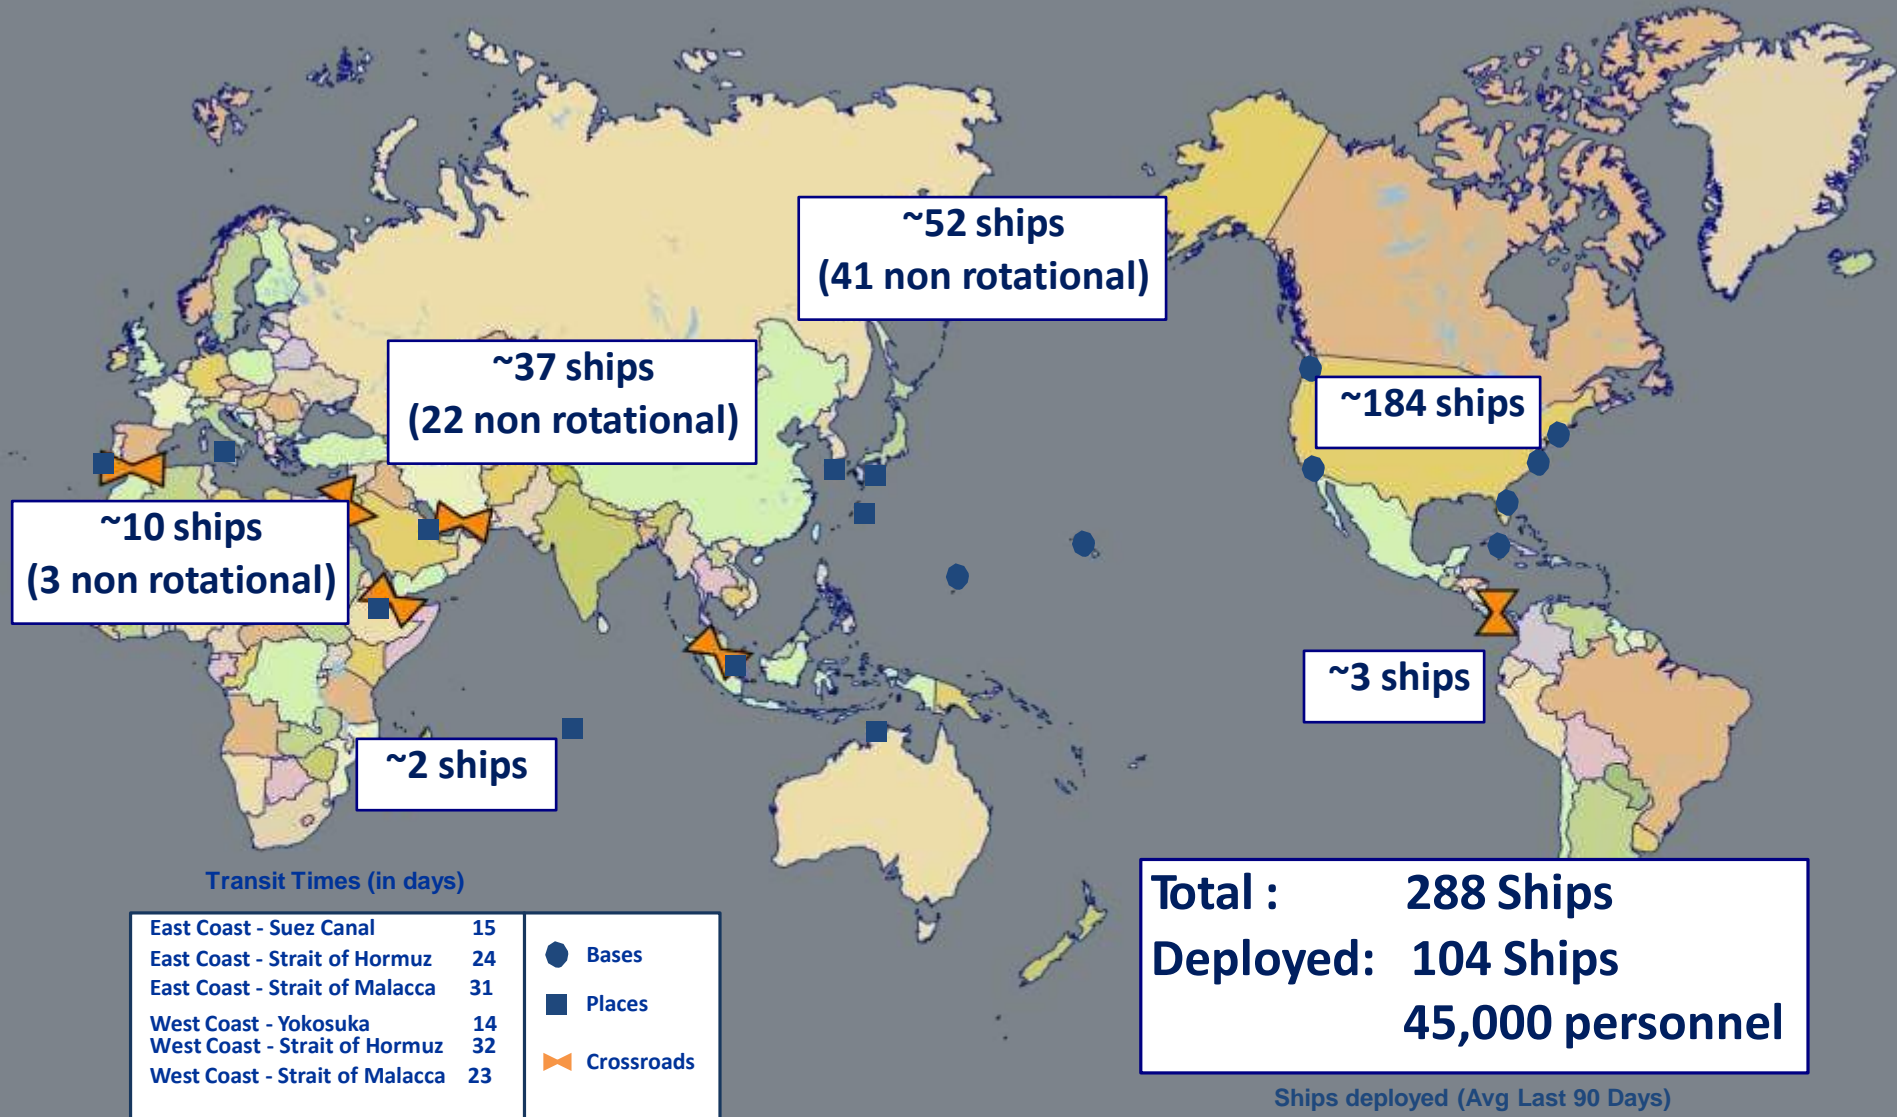 ~52 ships
(41 non rotational)
~37 ships
(22 non rotational)
~184 ships
~10 ships
(3 non rotational)
~3 ships
~2 ships
Transit Times (in days)
East Coast - Suez Canal 15
East Coast - Strait of Hormuz 24
East Coast - Strait of Malacca 31
West Coast - Yokosuka 14
West Coast - Strait of Hormuz 32
West Coast - Strait of Malacca 23
Bases
Places
Crossroads
Total : 288 Ships
Deployed: 104 Ships
45,000 personnel
Ships deployed (Avg Last 90 Days)